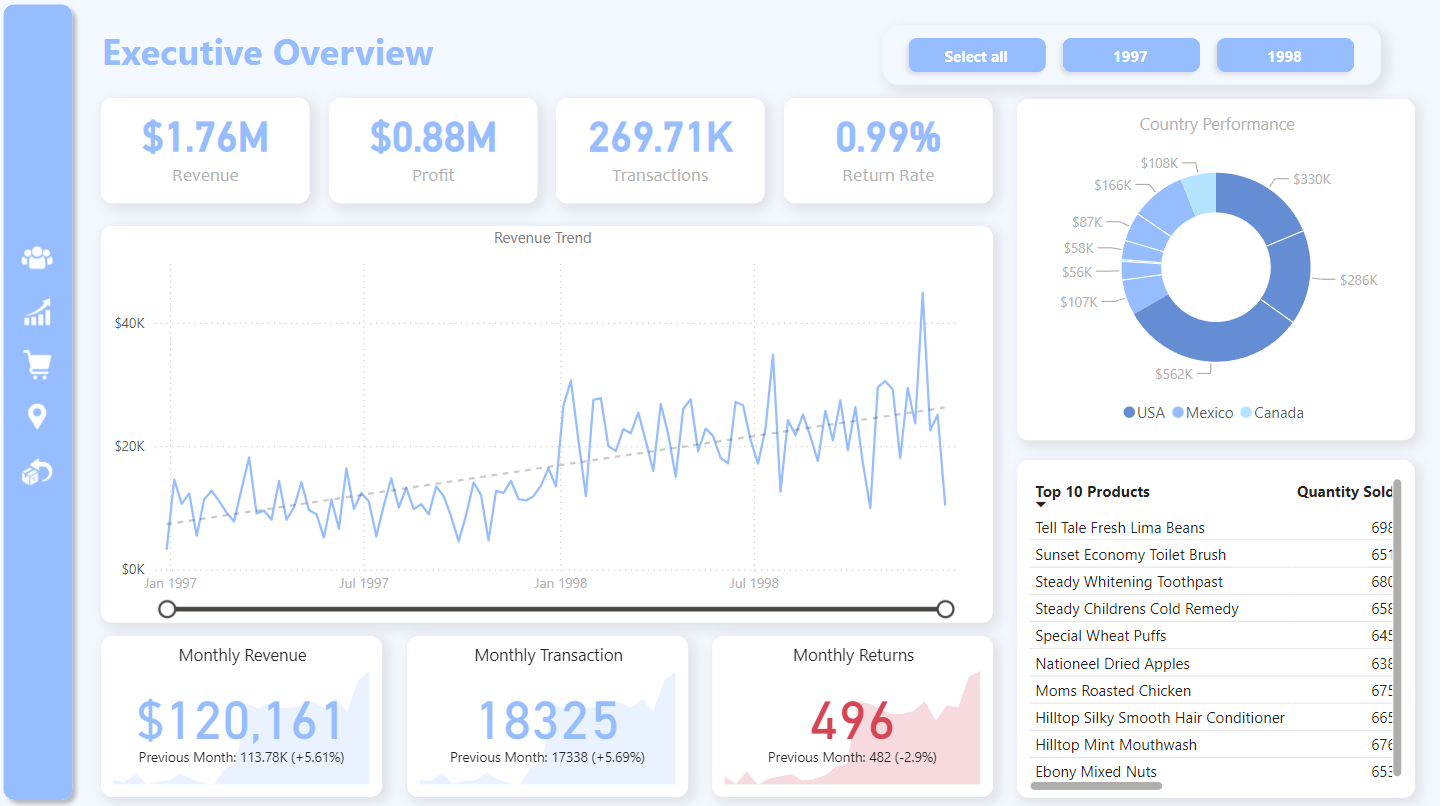 Executive Overview
Select all
1997
1998
$1.76M
Revenue
$0.88M
Profit
269.71K
Transactions
0.99%
Return Rate
Revenue Trend
$40K
$20K
$0K
Jan 1997
Jul 1997
Jan 1998
Jul 1998
Monthly Revenue
$120,161
Previous Month: 113.78K (+5.61%)
Monthly Transaction
18325
Previous Month: 17338 (+5.69%)
Monthly Returns
496
Previous Month: 482 (-2.9%)
Country Performance
$108K
$330K
$166K
$87K
$58K
$56K
$286K
$107K
$562K
USA Mexico Canada
Top 10 Products Quantity Sold
Tell Tale Fresh Lima Beans 698
Sunset Economy Toilet Brush 651
Steady Whitening Toothpast 680
Steady Childrens Cold Remedy 658
Special Wheat Puffs 645
Nationeel Dried Apples 638
Moms Roasted Chicken 675
Hilltop Silky Smooth Hair Conditioner 665
Hilltop Mint Mouthwash 676
Ebony Mixed Nuts 653